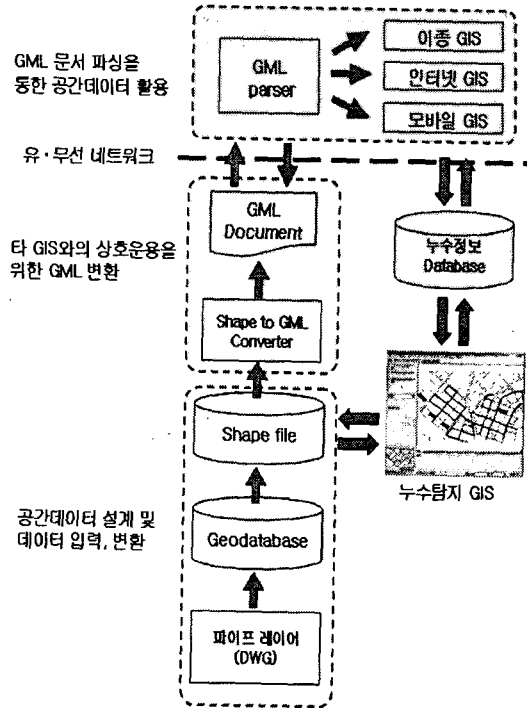 GML 문서 파싱을
통한 공간데이터 활용
GML
parser
이종 GIS
인터넷 GIS
모바일 GIS
유·무선 네트워크
타 GIS와의 상호운용을
위한 GML 변환
GML
Document
Shape to GML
Converter
누수정보
Database
누수탐지 GIS
공간데이터 설계 및
데이터 입력, 변환
Shape file
Geodatabase
파이프 레이어
(DWG)